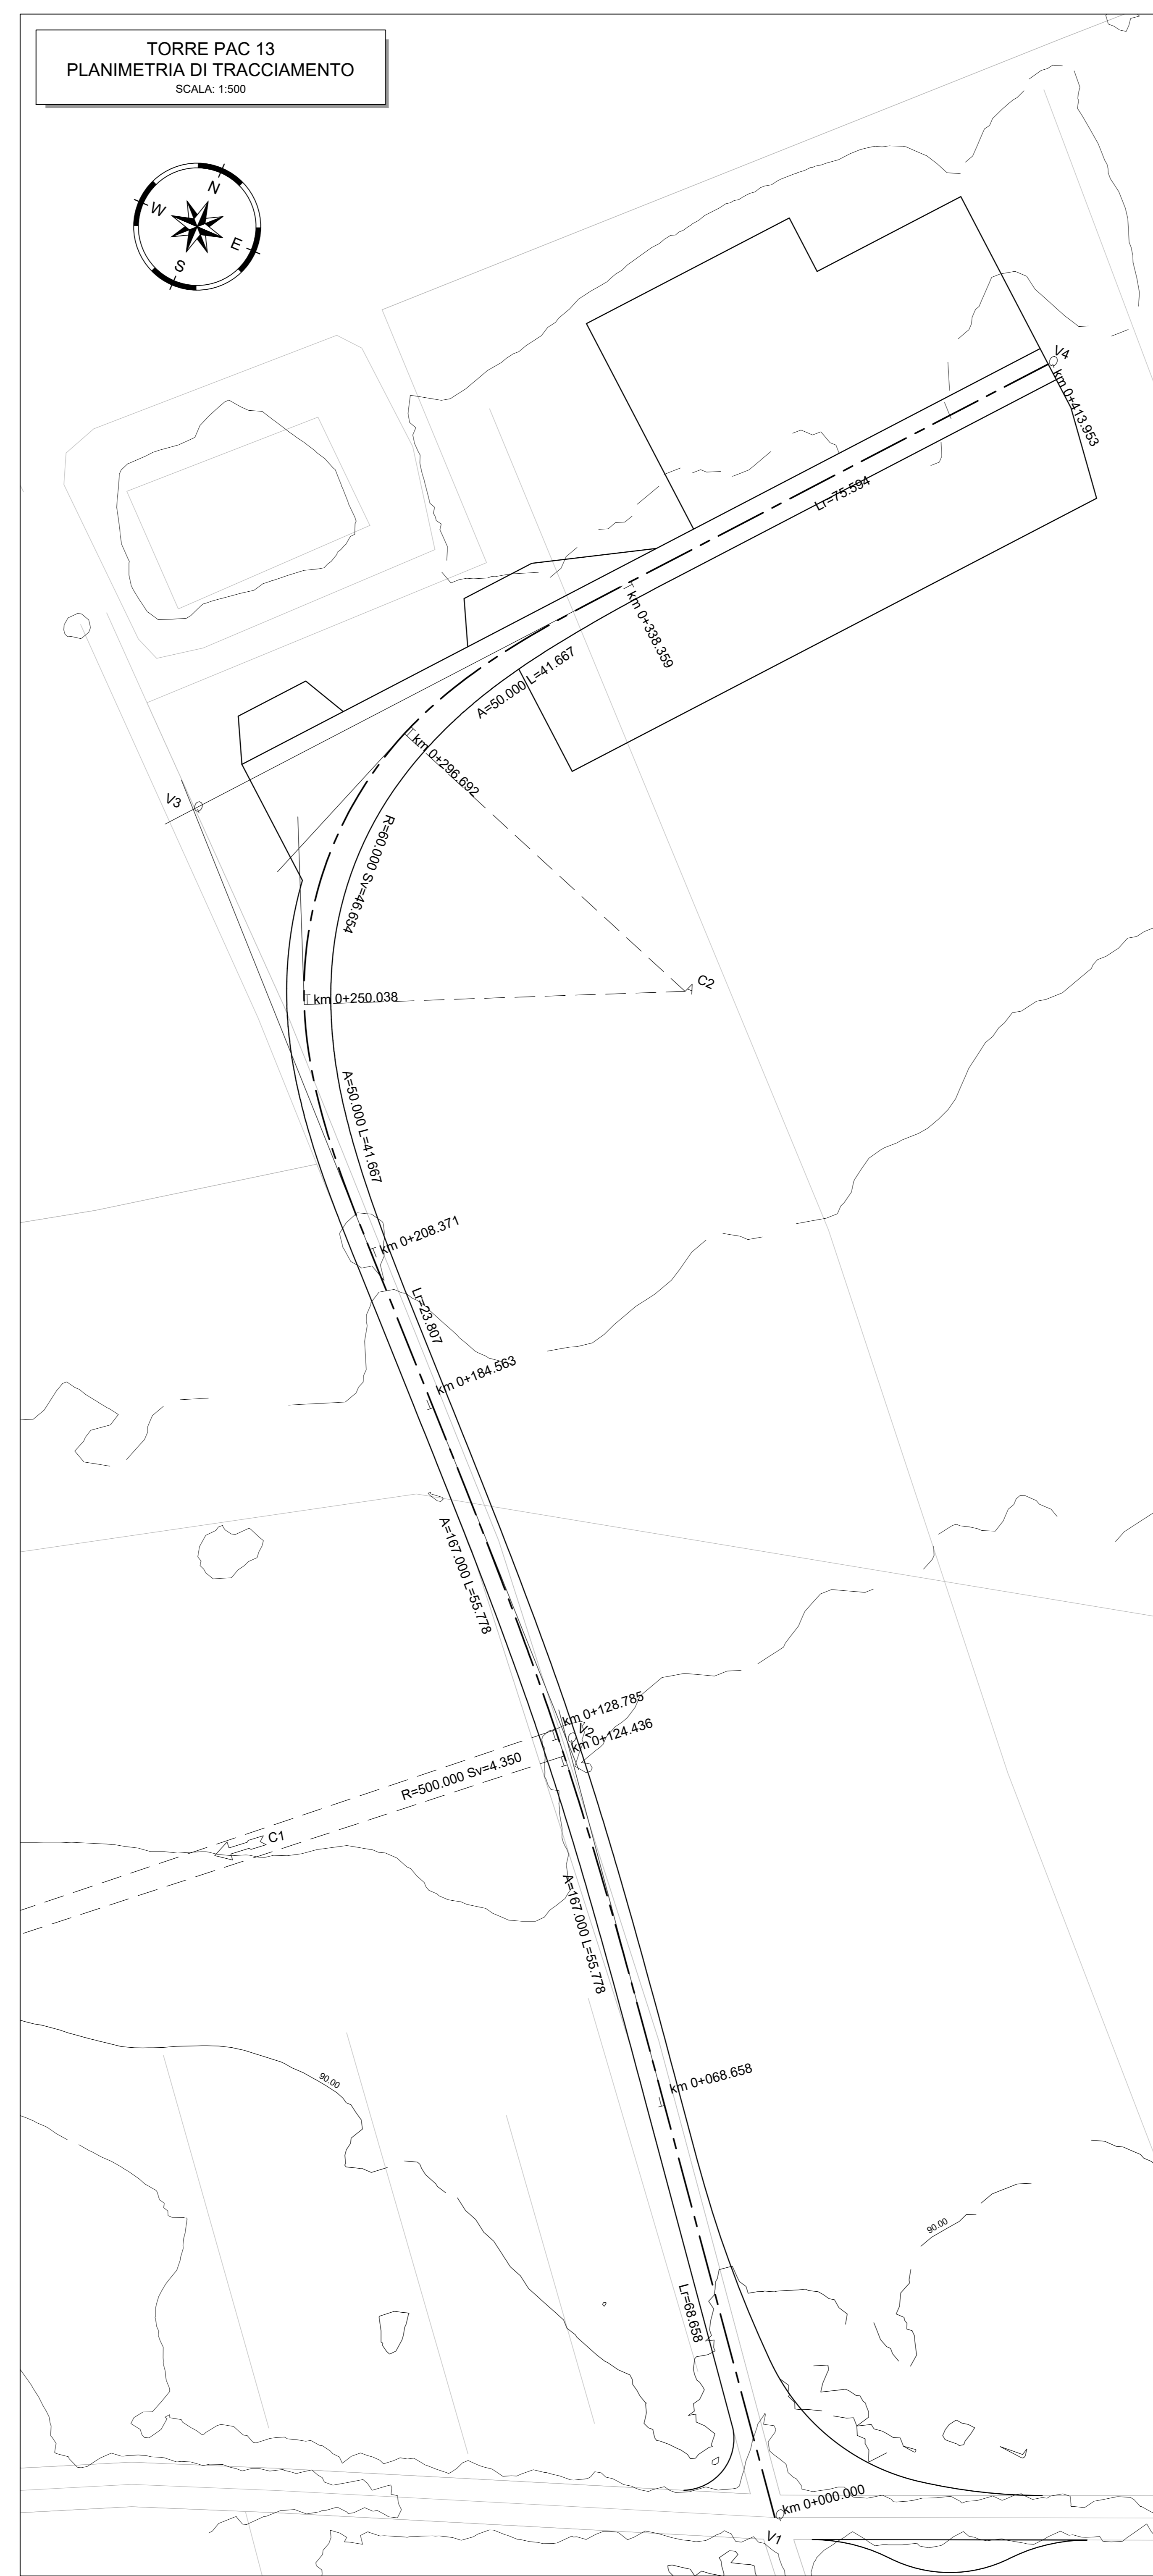 TORRE PAC 13
PLANIMETRIA DI TRACCIAMENTO
SCALA: 1:500
N
W
E
S
V4
km 0+413.953
Lr=75.594
km 0+338.359
A=50.000 L=41.667
km 0+296.692
V3
R=60.000 Sv=46.654
C2
km 0+250.038
A=50.000 L=41.667
km 0+208.371
Lr=23.807
km 0+184.563
A=167.000 L=55.778
km 0+128.785
V2
km 0+124.436
R=500.000 Sv=4.350
C1
A=167.000 L=55.778
km 0+068.658
90.00
90.00
Lr=68.658
km 0+000.000
V1